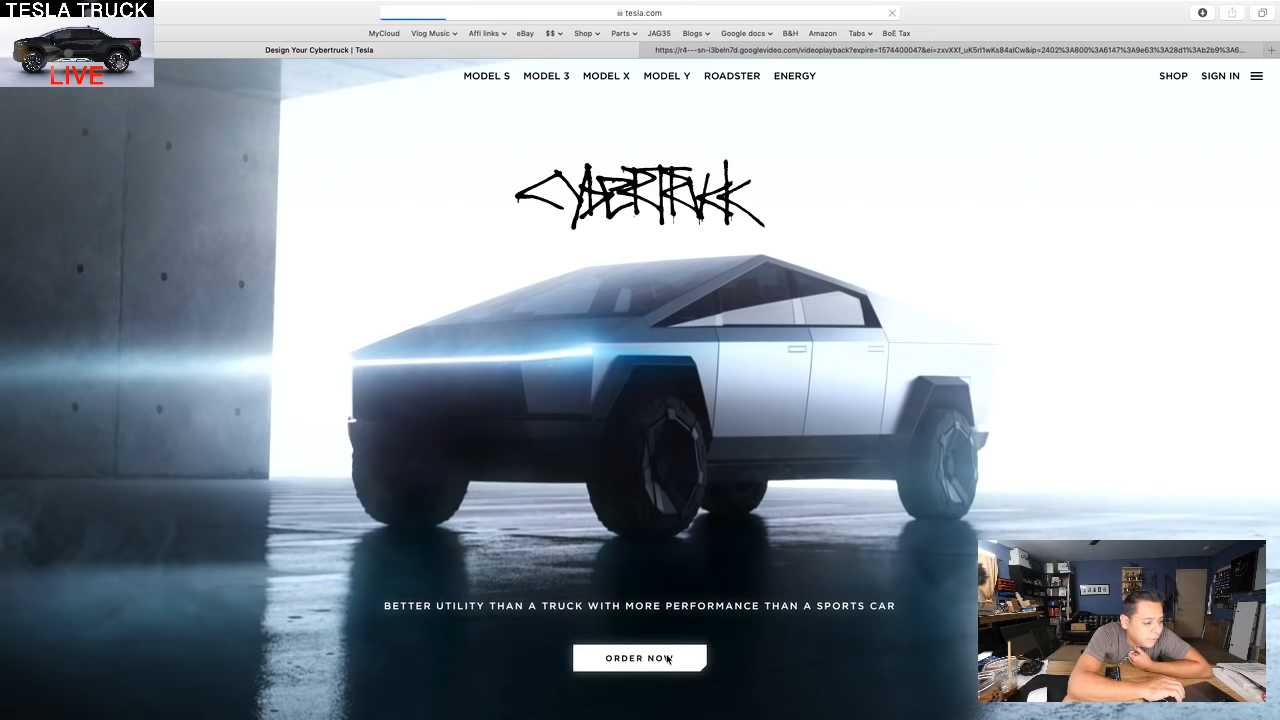 TESLA TRUCK
LIVE
tesla.com
MyCloud Vlog Music Affi links eBay $$ Shop Parts JAG35 Blogs Google docs B&H Amazon Tabs BoE Tax
Design Your Cybertruck | Tesla
MODEL S MODEL 3 MODEL X MODEL Y ROADSTER ENERGY SHOP SIGN IN
CYBERTRUCK
BETTER UTILITY THAN A TRUCK WITH MORE PERFORMANCE THAN A SPORTS CAR
ORDER NOW